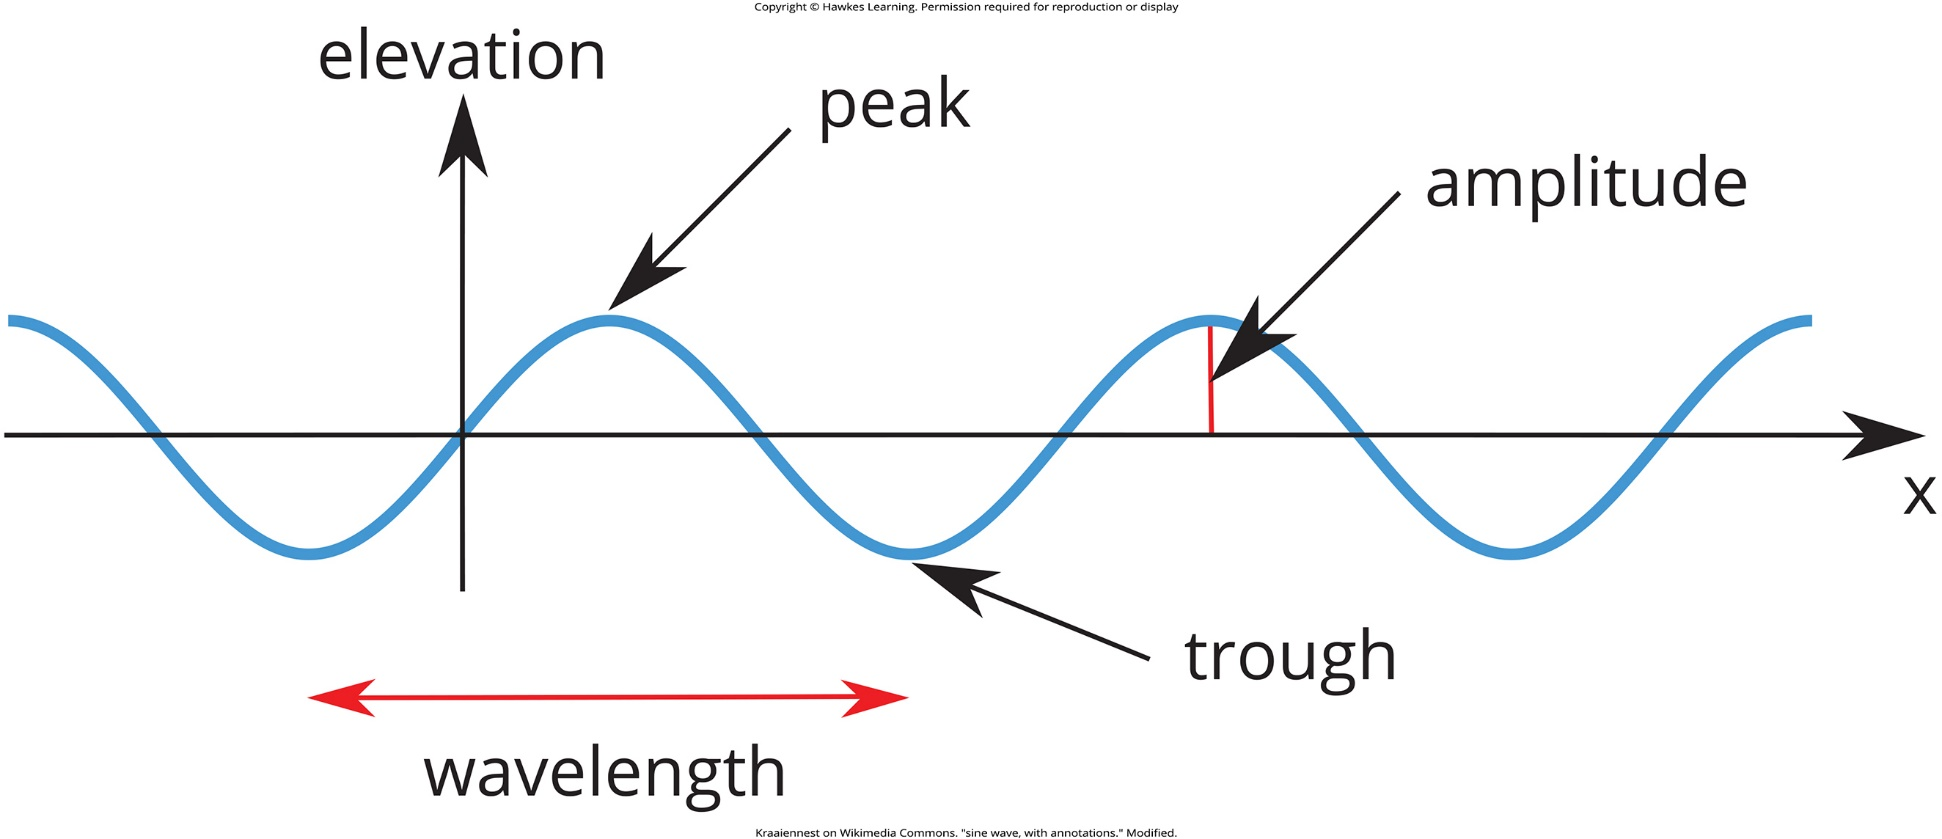 Copyright © Hawkes Learning. Permission required for reproduction or display
elevation
peak
amplitude
x
trough
wavelength
Kraaiennest on Wikimedia Commons. "sine wave, with annotations." Modified.